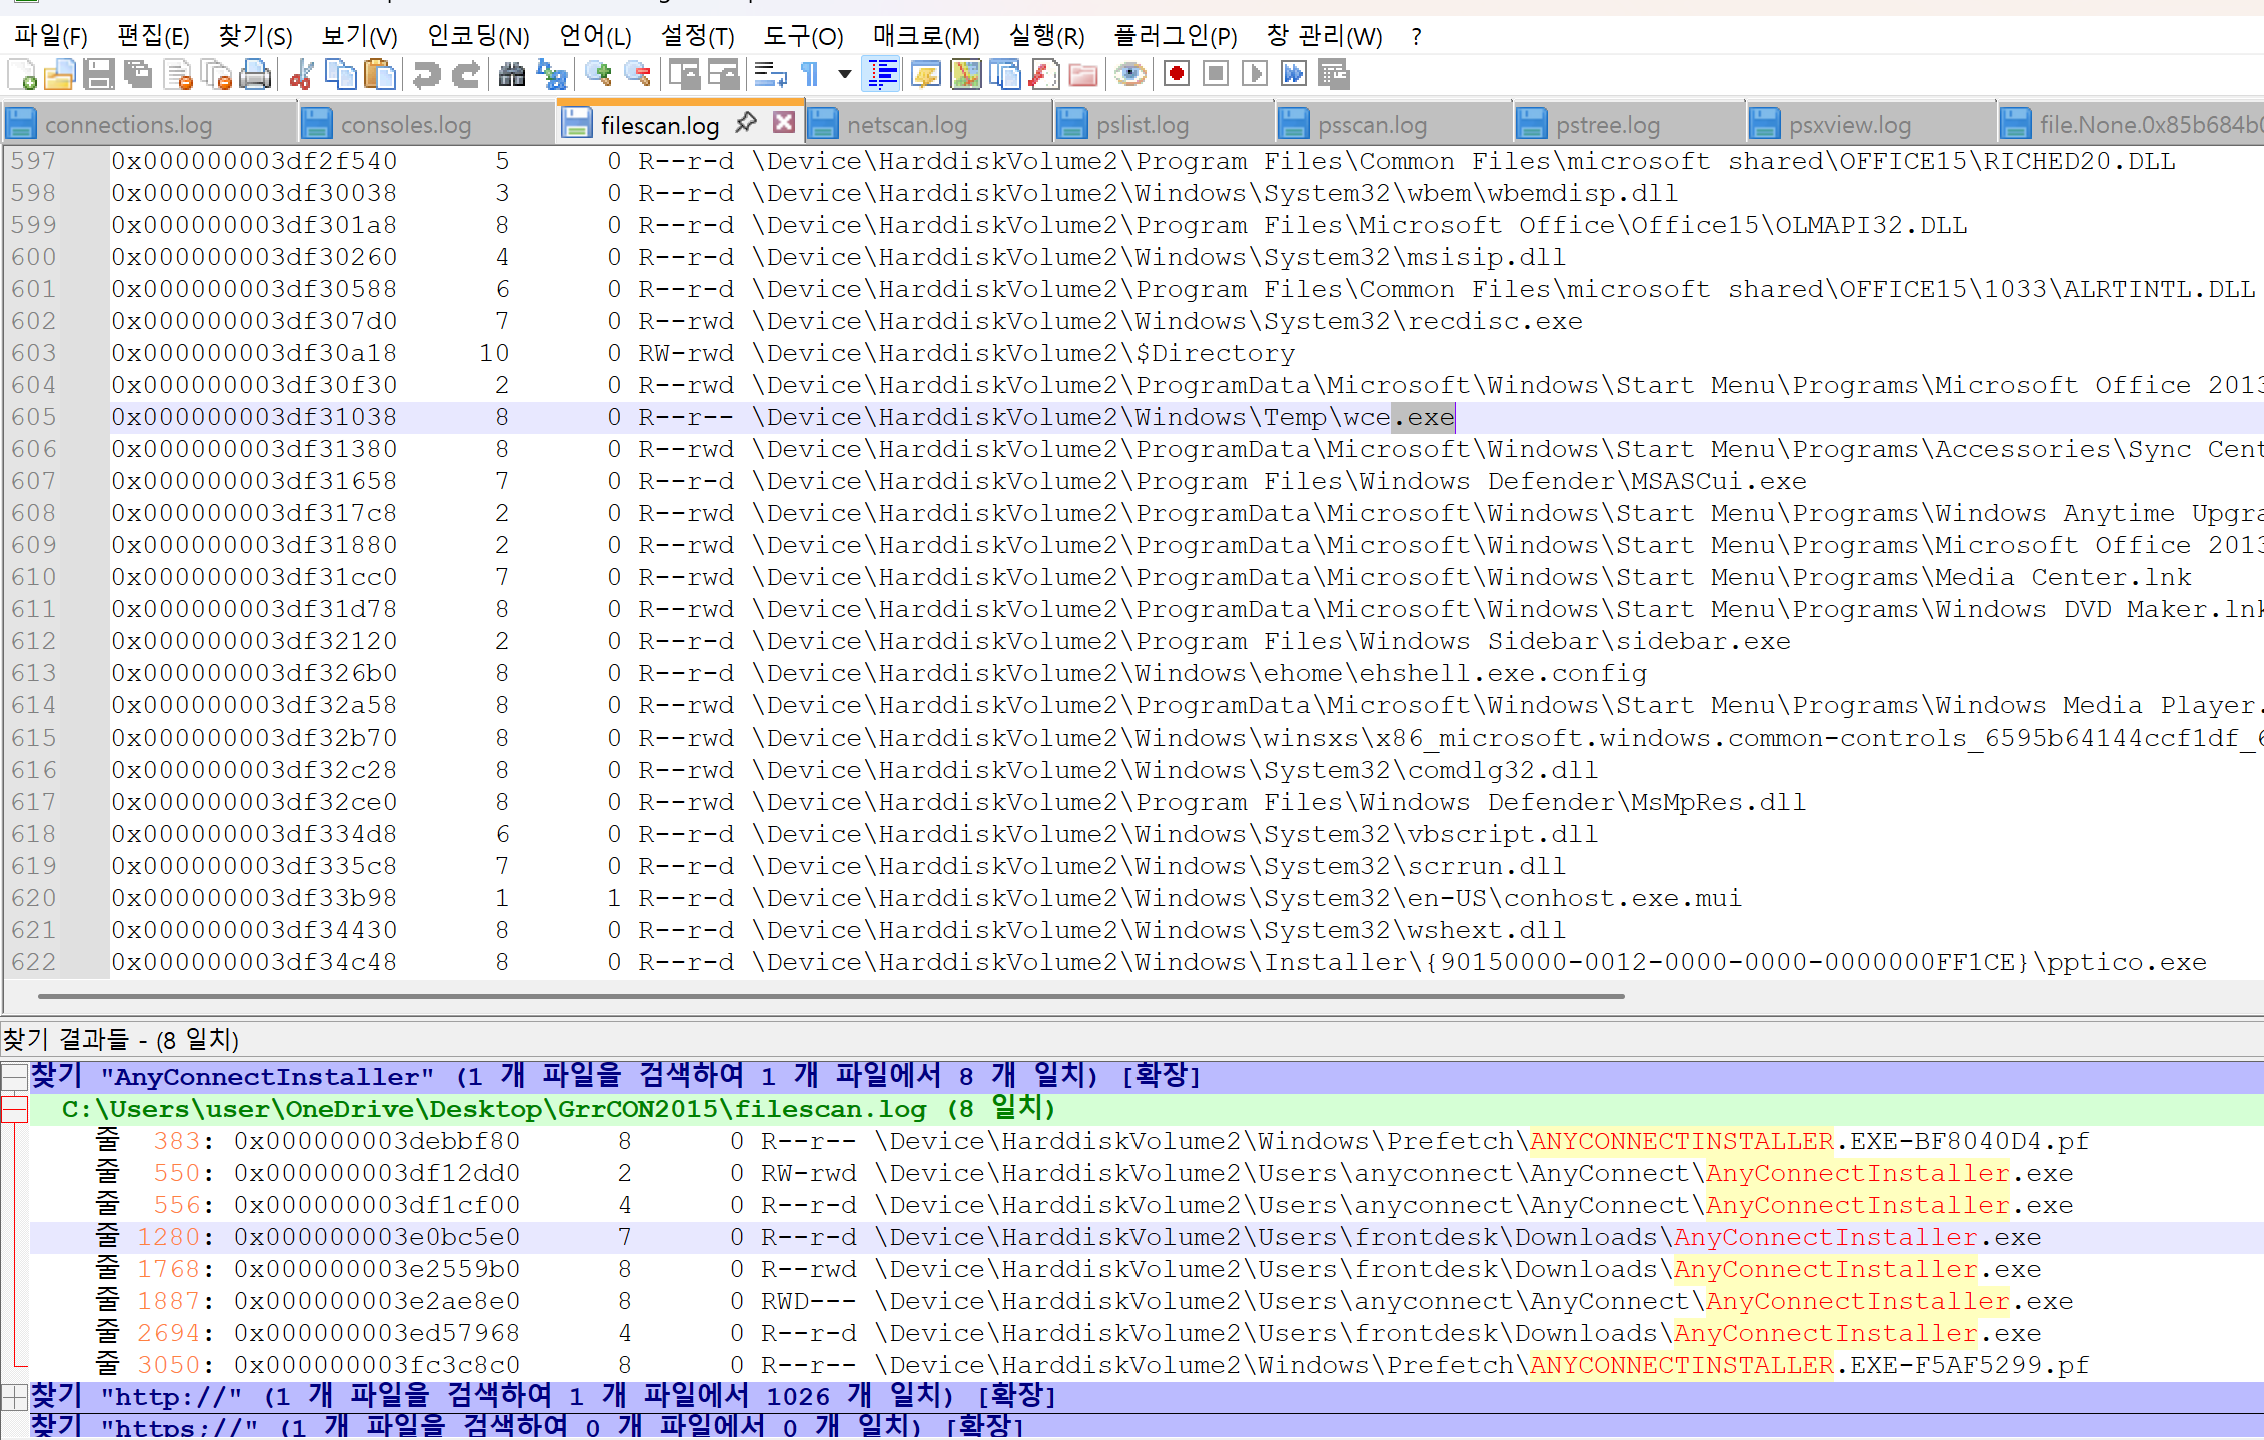 파일(F) 편집(E) 찾기(S) 보기(V) 인코딩(N) 언어(L) 설정(T) 도구(O) 매크로(M) 실행(R) 플러그인(P) 창 관리(W) ?
connections.log consoles.log filescan.log netscan.log pslist.log psscan.log pstree.log psxview.log file.None.0x85b684b
597 0x000000003df2f540 5 0 R--r-d \Device\HarddiskVolume2\Program Files\Common Files\microsoft shared\OFFICE15\RICHED20.DLL
598 0x000000003df30038 3 0 R--r-d \Device\HarddiskVolume2\Windows\System32\wbem\wbemdisp.dll
599 0x000000003df301a8 8 0 R--r-d \Device\HarddiskVolume2\Program Files\Microsoft Office\Office15\OLMAPI32.DLL
600 0x000000003df30260 4 0 R--r-d \Device\HarddiskVolume2\Windows\System32\msisip.dll
601 0x000000003df30588 6 0 R--r-d \Device\HarddiskVolume2\Program Files\Common Files\microsoft shared\OFFICE15\1033\ALRTINTL.DLL
602 0x000000003df307d0 7 0 R--rwd \Device\HarddiskVolume2\Windows\System32\recdisc.exe
603 0x000000003df30a18 10 0 RW-rwd \Device\HarddiskVolume2\$Directory
604 0x000000003df30f30 2 0 R--rwd \Device\HarddiskVolume2\ProgramData\Microsoft\Windows\Start Menu\Programs\Microsoft Office 2013
605 0x000000003df31038 8 0 R--r-- \Device\HarddiskVolume2\Windows\Temp\wce.exe
606 0x000000003df31380 8 0 R--rwd \Device\HarddiskVolume2\ProgramData\Microsoft\Windows\Start Menu\Programs\Accessories\Sync Cent
607 0x000000003df31658 7 0 R--r-d \Device\HarddiskVolume2\Program Files\Windows Defender\MSASCui.exe
608 0x000000003df317c8 2 0 R--rwd \Device\HarddiskVolume2\ProgramData\Microsoft\Windows\Start Menu\Programs\Windows Anytime Upgra
609 0x000000003df31880 2 0 R--rwd \Device\HarddiskVolume2\ProgramData\Microsoft\Windows\Start Menu\Programs\Microsoft Office 2013
610 0x000000003df31cc0 7 0 R--rwd \Device\HarddiskVolume2\ProgramData\Microsoft\Windows\Start Menu\Programs\Media Center.lnk
611 0x000000003df31d78 8 0 R--rwd \Device\HarddiskVolume2\ProgramData\Microsoft\Windows\Start Menu\Programs\Windows DVD Maker.lnk
612 0x000000003df32120 2 0 R--r-d \Device\HarddiskVolume2\Program Files\Windows Sidebar\sidebar.exe
613 0x000000003df326b0 8 0 R--r-d \Device\HarddiskVolume2\Windows\ehome\ehshell.exe.config
614 0x000000003df32a58 8 0 R--rwd \Device\HarddiskVolume2\ProgramData\Microsoft\Windows\Start Menu\Programs\Windows Media Player.
615 0x000000003df32b70 8 0 R--rwd \Device\HarddiskVolume2\Windows\winsxs\x86_microsoft.windows.common-controls_6595b64144ccf1df_6
616 0x000000003df32c28 8 0 R--rwd \Device\HarddiskVolume2\Windows\System32\comdlg32.dll
617 0x000000003df32ce0 8 0 R--rwd \Device\HarddiskVolume2\Program Files\Windows Defender\MsMpRes.dll
618 0x000000003df334d8 6 0 R--r-d \Device\HarddiskVolume2\Windows\System32\vbscript.dll
619 0x000000003df335c8 7 0 R--r-d \Device\HarddiskVolume2\Windows\System32\scrrun.dll
620 0x000000003df33b98 1 1 R--r-d \Device\HarddiskVolume2\Windows\System32\en-US\conhost.exe.mui
621 0x000000003df34430 8 0 R--r-d \Device\HarddiskVolume2\Windows\System32\wshext.dll
622 0x000000003df34c48 8 0 R--r-d \Device\HarddiskVolume2\Windows\Installer\{90150000-0012-0000-0000-0000000FF1CE}\pptico.exe
찾기 결과들 - (8 일치)
찾기 "AnyConnectInstaller" (1 개 파일을 검색하여 1 개 파일에서 8 개 일치) [확장]
C:\Users\user\OneDrive\Desktop\GrrCON2015\filescan.log (8 일치)
줄 383: 0x000000003debbf80 8 0 R--r-- \Device\HarddiskVolume2\Windows\Prefetch\ANYCONNECTINSTALLER.EXE-BF8040D4.pf
줄 550: 0x000000003df12dd0 2 0 RW-rwd \Device\HarddiskVolume2\Users\anyconnect\AnyConnect\AnyConnectInstaller.exe
줄 556: 0x000000003df1cf00 4 0 R--r-d \Device\HarddiskVolume2\Users\anyconnect\AnyConnect\AnyConnectInstaller.exe
줄 1280: 0x000000003e0bc5e0 7 0 R--r-d \Device\HarddiskVolume2\Users\frontdesk\Downloads\AnyConnectInstaller.exe
줄 1768: 0x000000003e2559b0 8 0 R--rwd \Device\HarddiskVolume2\Users\frontdesk\Downloads\AnyConnectInstaller.exe
줄 1887: 0x000000003e2ae8e0 8 0 RWD--- \Device\HarddiskVolume2\Users\anyconnect\AnyConnect\AnyConnectInstaller.exe
줄 2694: 0x000000003ed57968 4 0 R--r-d \Device\HarddiskVolume2\Users\frontdesk\Downloads\AnyConnectInstaller.exe
줄 3050: 0x000000003fc3c8c0 8 0 R--r-- \Device\HarddiskVolume2\Windows\Prefetch\ANYCONNECTINSTALLER.EXE-F5AF5299.pf
찾기 "http://" (1 개 파일을 검색하여 1 개 파일에서 1026 개 일치) [확장]
찾기 "https;//" (1 개 파일을 검색하여 0 개 파일에서 0 개 일치) [확장]